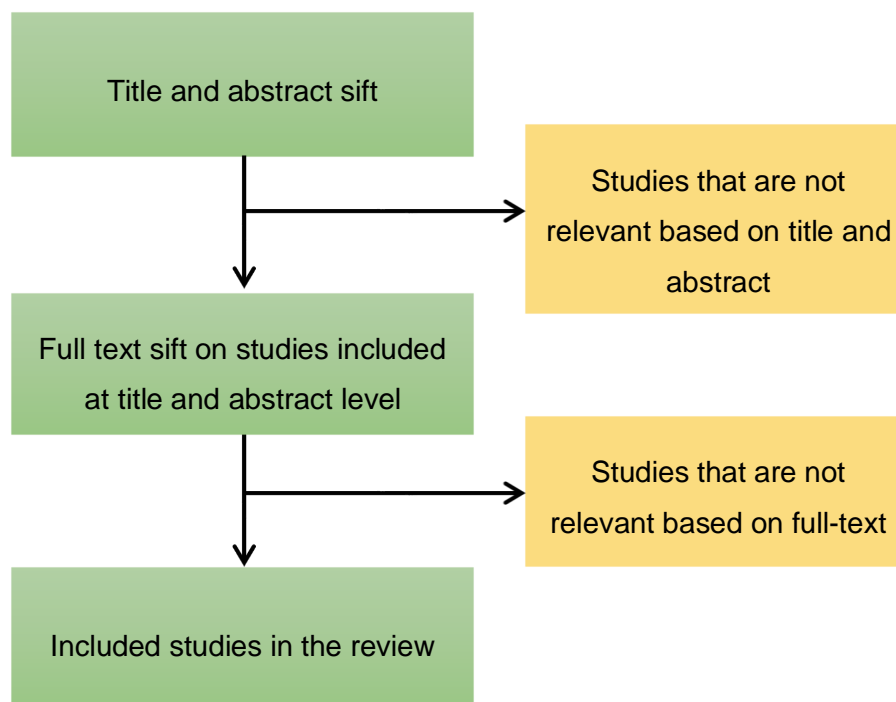 Title and abstract sift
Studies that are not
relevant based on title and
abstract
Full text sift on studies included
at title and abstract level
Studies that are not
relevant based on full-text
Included studies in the review